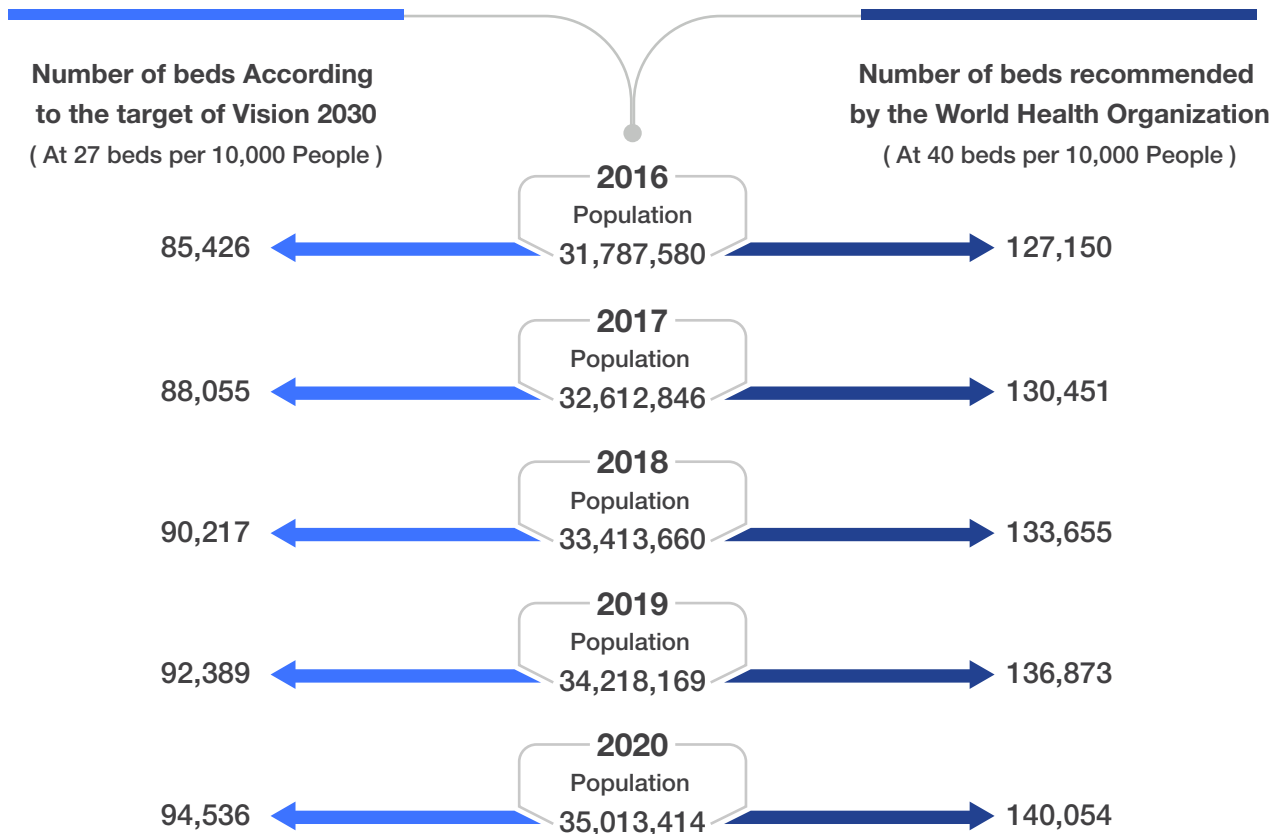 Number of beds According
to the target of Vision 2030
( At 27 beds per 10,000 People )
Number of beds recommended
by the World Health Organization
( At 40 beds per 10,000 People )
2016
Population
85,426 31,787,580 127,150
2017
Population
88,055 32,612,846 130,451
2018
Population
90,217 33,413,660 133,655
2019
Population
92,389 34,218,169 136,873
2020
Population
94,536 35,013,414 140,054